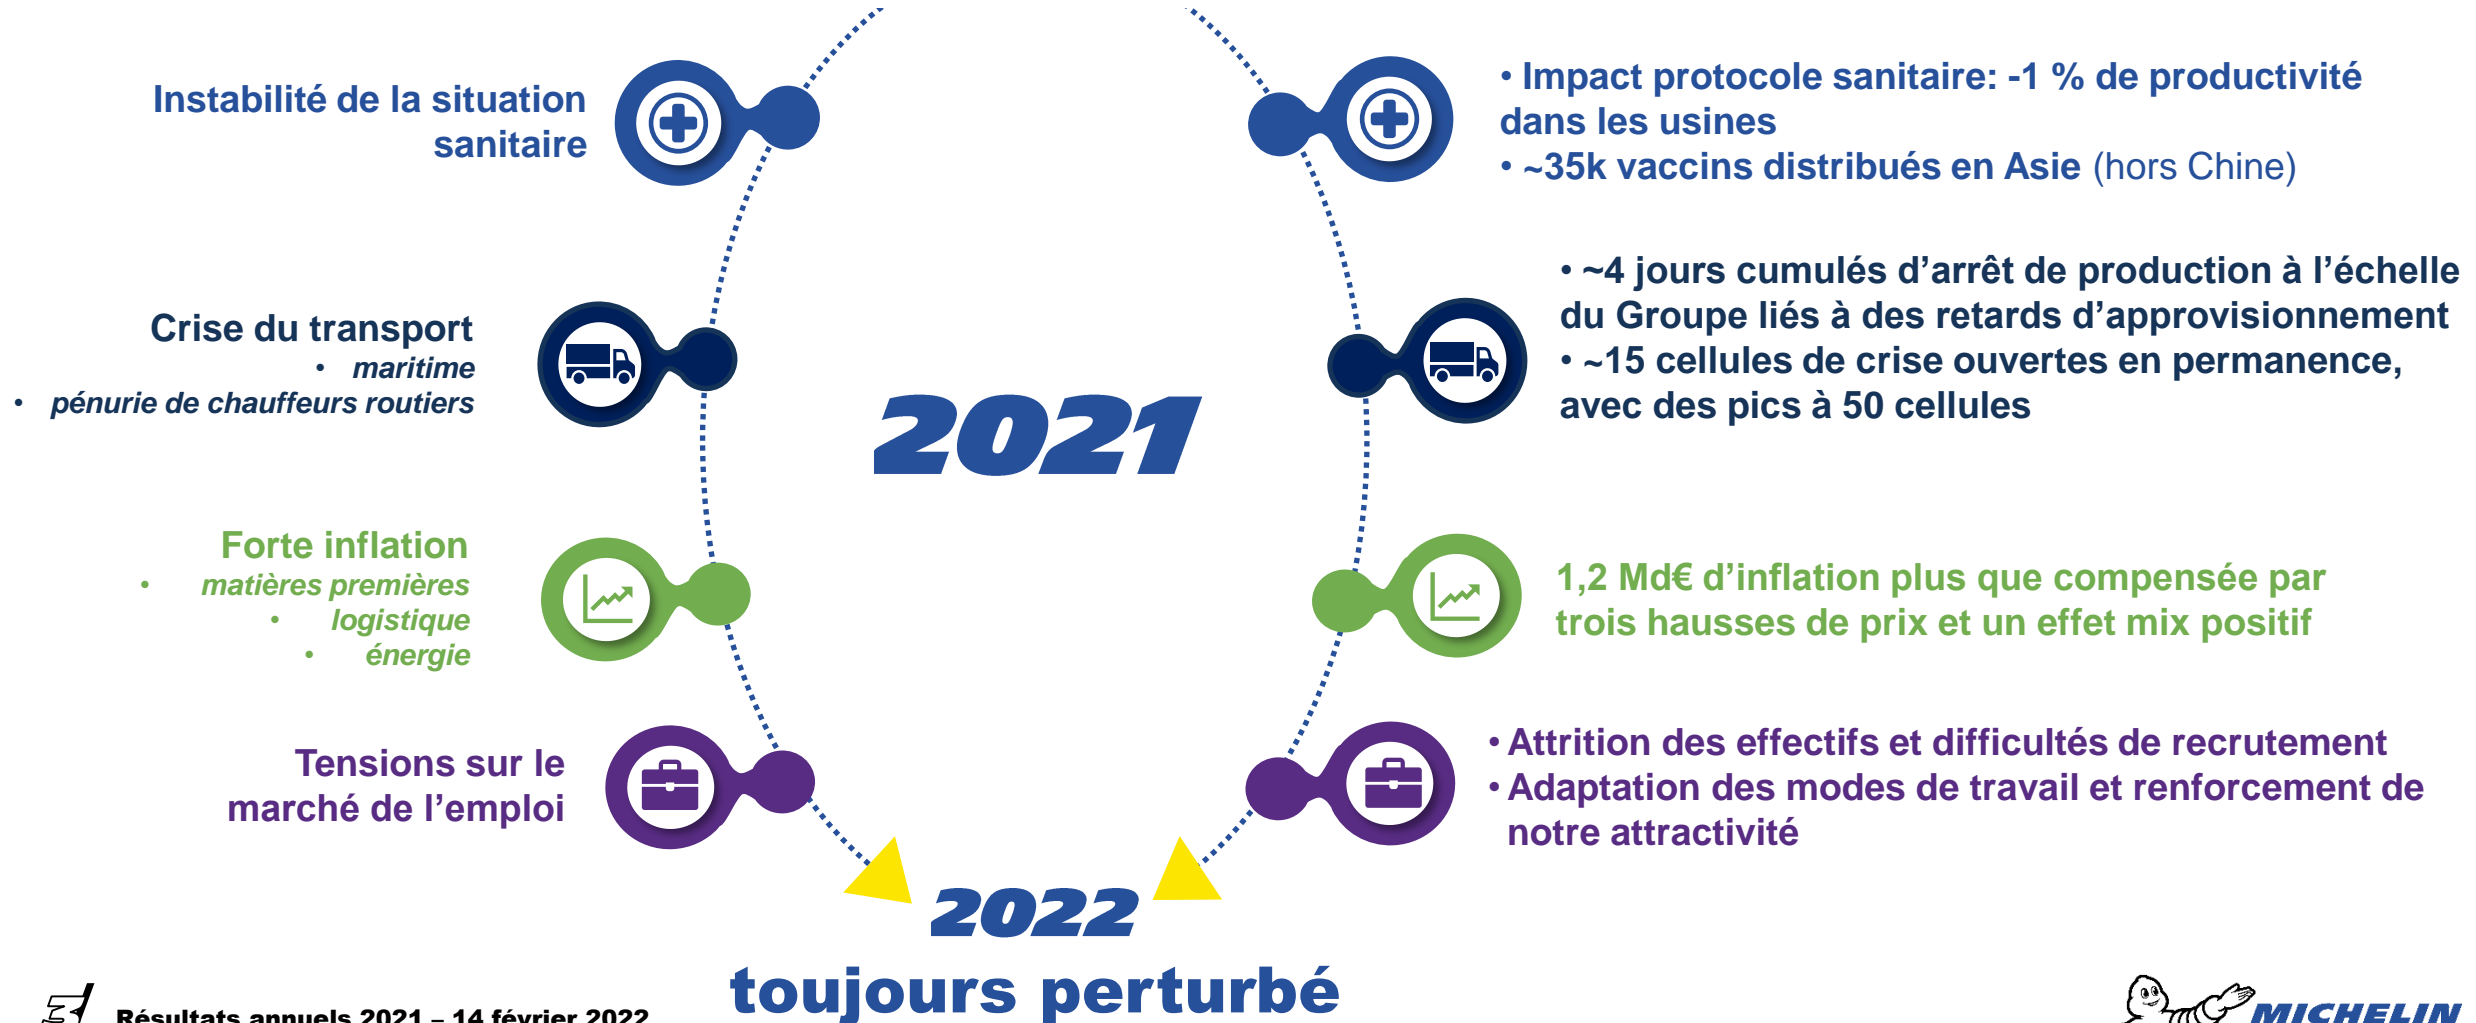 Instabilité de la situation
sanitaire
• Impact protocole sanitaire: -1 % de productivité
dans les usines
• ~35k vaccins distribués en Asie (hors Chine)
Crise du transport
• maritime
• pénurie de chauffeurs routiers
• ~4 jours cumulés d’arrêt de production à l’échelle
du Groupe liés à des retards d’approvisionnement
• ~15 cellules de crise ouvertes en permanence,
avec des pics à 50 cellules
2021
Forte inflation
• matières premières
• logistique
• énergie
1,2 Md€ d’inflation plus que compensée par
trois hausses de prix et un effet mix positif
Tensions sur le
marché de l’emploi
• Attrition des effectifs et difficultés de recrutement
• Adaptation des modes de travail et renforcement de
notre attractivité
2022
toujours perturbé
Résultats annuels 2021 – 14 février 2022
MICHELIN